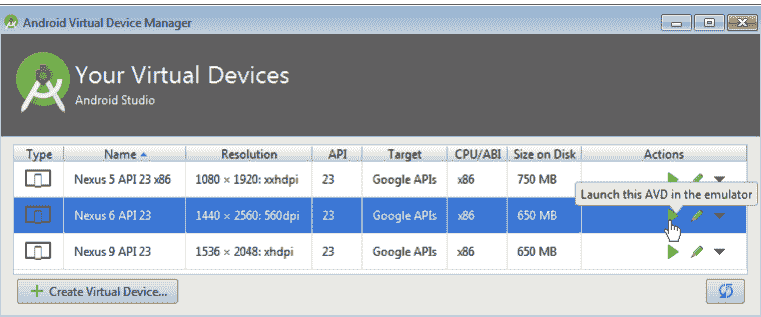 Android Virtual Device Manager
Your Virtual Devices
Android Studio
Type Name Resolution API Target CPU/ABI Size on Disk Actions
Nexus 5 API 23 x86 1080 × 1920: xxhdpi 23 Google APIs x86 750 MB
Launch this AVD in the emulator
Nexus 6 API 23 1440 × 2560: 560dpi 23 Google APIs x86 650 MB
Nexus 9 API 23 1536 × 2048: xhdpi 23 Google APIs x86 650 MB
Create Virtual Device...